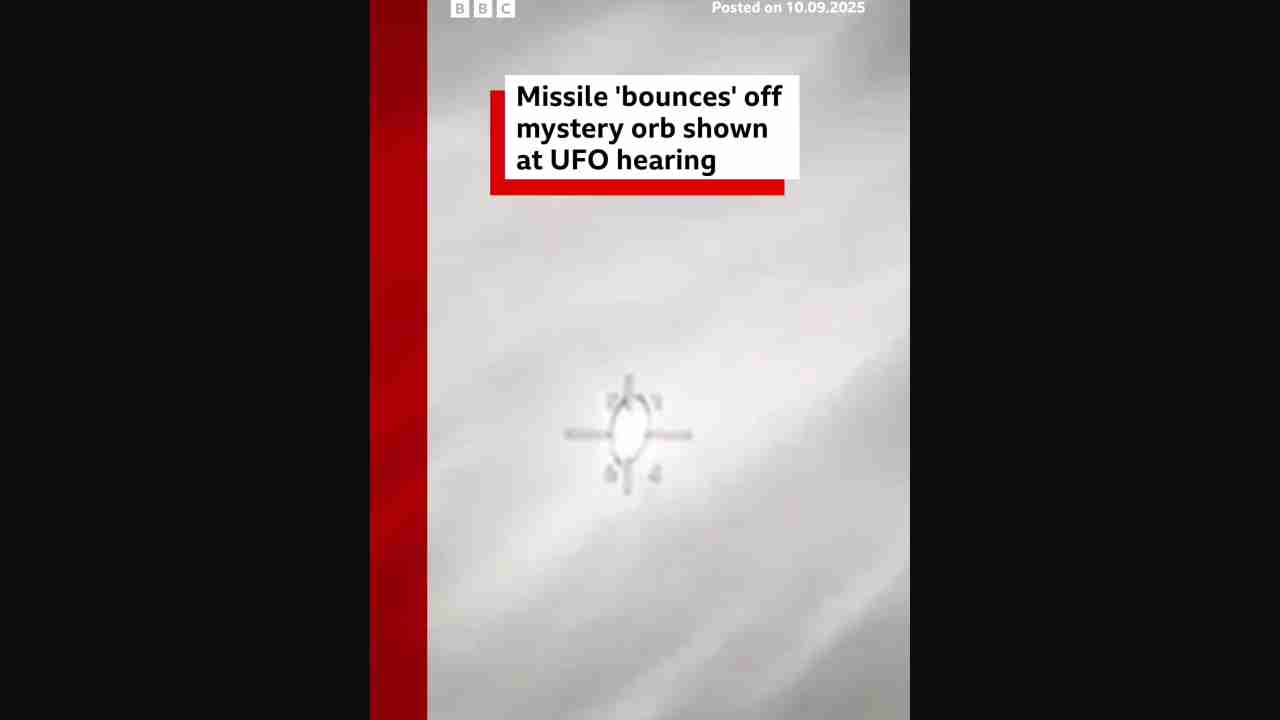 BBC
Posted on 10.09.2025
Missile 'bounces' off
mystery orb shown
at UFO hearing